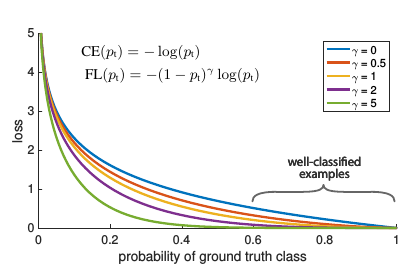 CE(pt) = −log(pt)
FL(pt) = −(1 − pt)^γ log(pt)
γ = 0
γ = 0.5
γ = 1
γ = 2
γ = 5
well-classified
examples
loss
5
4
3
2
1
0
0
0.2
0.4
0.6
0.8
1
probability of ground truth class